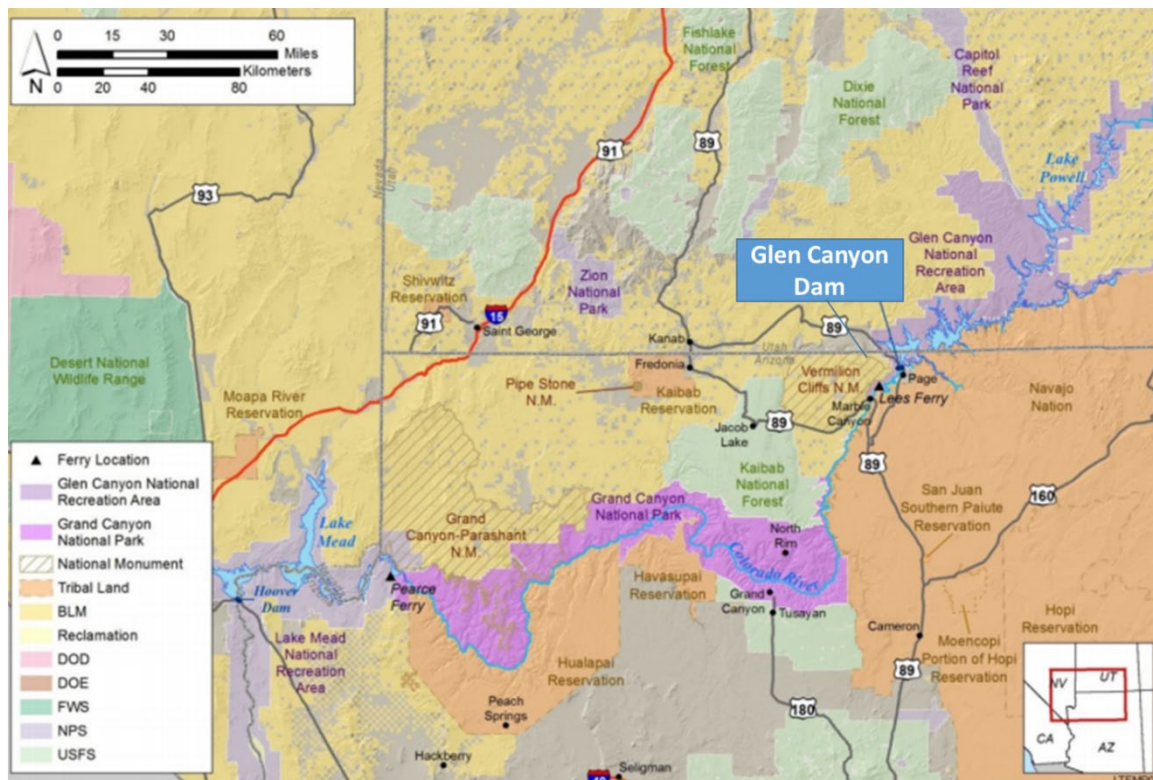 0 15 30 60
Miles
Kilometers
0 20 40 80
N
Fishlake
National
Forest
Capitol
Reef
National
Park
Dixie
National
Forest
91
89
93
Nevada
Utah
Lake
Powell
Glen Canyon
Dam
Glen Canyon
National
Recreation
Area
Zion
National
Park
Shivwitz
Reservation
15
91
Saint George
89
Kanab
Utah
Arizona
Fredonia
Vermilion
Cliffs N.M.
Page
Lees Ferry
Navajo
Nation
Desert National
Wildlife Range
Moapa River
Reservation
Pipe Stone
N.M.
Kaibab
Reservation
Marble
Canyon
Jacob
Lake
89
89
Kaibab
National
Forest
160
San Juan
Southern Paiute
Reservation
Grand Canyon
National Park
Grand
Canyon-Parashant
N.M.
North
Rim
Colorado River
Lake
Mead
Hoover
Dam
Pearce
Ferry
Havasupai
Reservation
Grand
Canyon
Tusayan
Cameron
Hopi
Reservation
Moencopi
Portion of Hopi
Reservation
Lake Mead
National
Recreation
Area
Hualapai
Reservation
89
180
Peach
Springs
Hackberry
Seligman
Ferry Location
Glen Canyon National
Recreation Area
Grand Canyon
National Park
National Monument
Tribal Land
BLM
Reclamation
DOD
DOE
FWS
NPS
USFS
NV
UT
CA
AZ